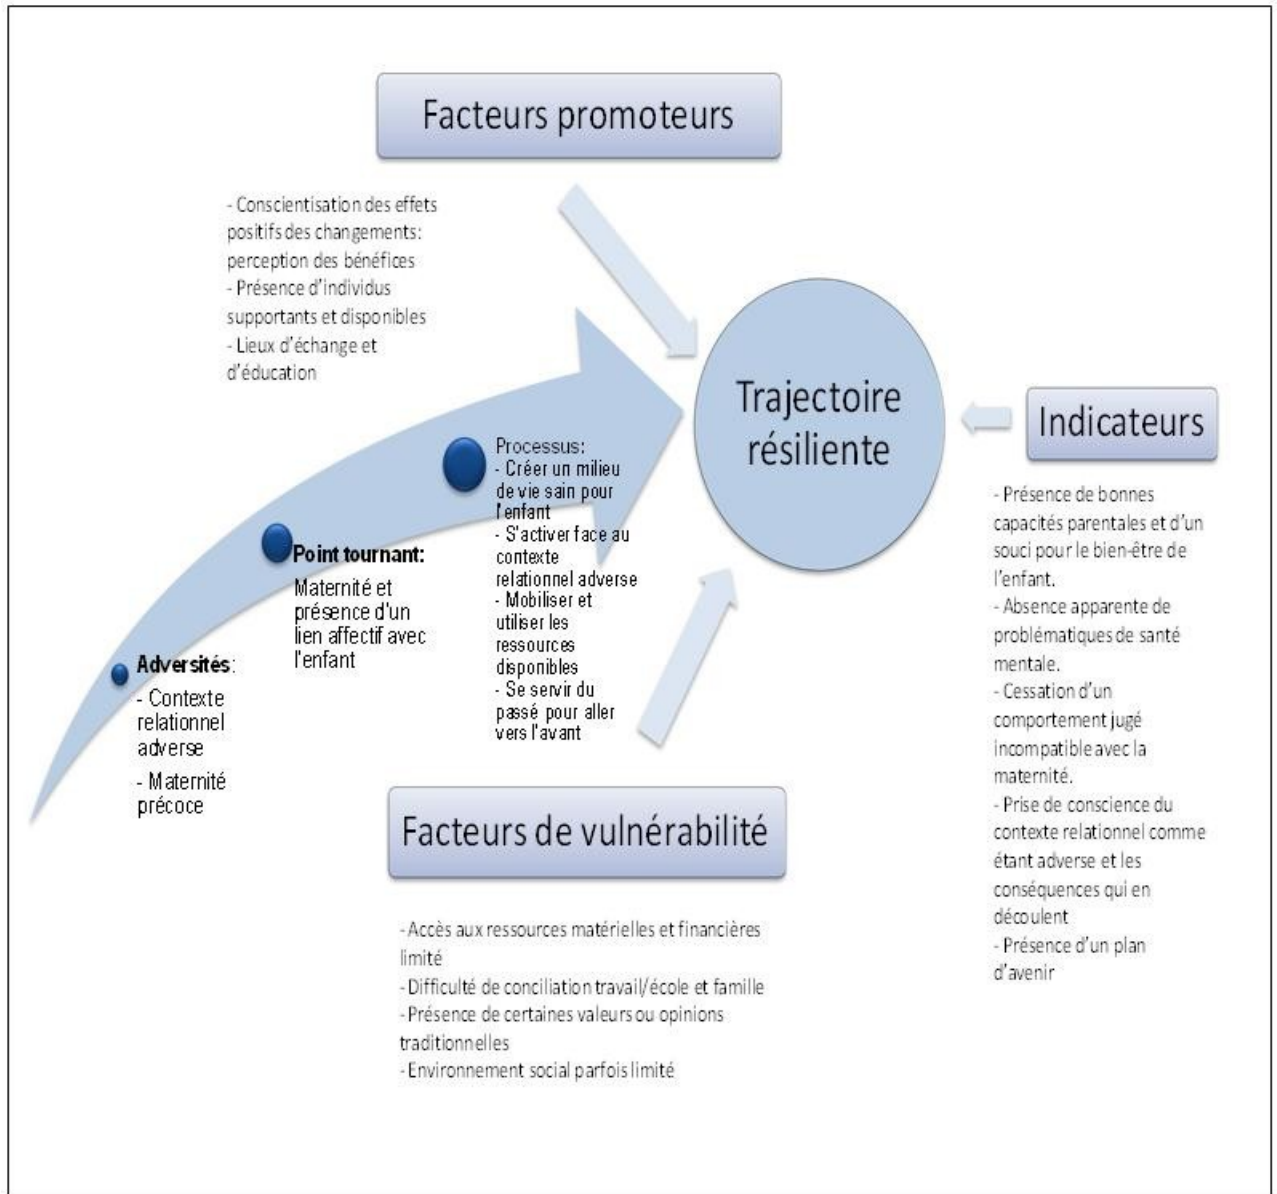 Facteurs promoteurs
- Conscientisation des effets
positifs des changements:
perception des bénéfices
- Présence d'individus
supportants et disponibles
- Lieux d'échange et
d'éducation
Trajectoire
résiliente
Indicateurs
- Présence de bonnes
capacités parentales et d'un
souci pour le bien-être de
l'enfant.
- Absence apparente de
problématiques de santé
mentale.
- Cessation d'un
comportement jugé
incompatible avec la
maternité.
- Prise de conscience du
contexte relationnel comme
étant adverse et les
conséquences qui en
découlent
- Présence d'un plan
d'avenir
Processus:
- Créer un milieu
de vie sain pour
l'enfant
- S'activer face au
contexte
relationnel adverse
- Mobiliser et
utiliser les
ressources
disponibles
- Se servir du
passé pour aller
vers l'avant
Point tournant:
Maternité et
présence d'un
lien affectif avec
l'enfant
Adversités:
- Contexte
relationnel
adverse
- Maternité
précoce
Facteurs de vulnérabilité
- Accès aux ressources matérielles et financières
limité
- Difficulté de conciliation travail/école et famille
- Présence de certaines valeurs ou opinions
traditionnelles
- Environnement social parfois limité